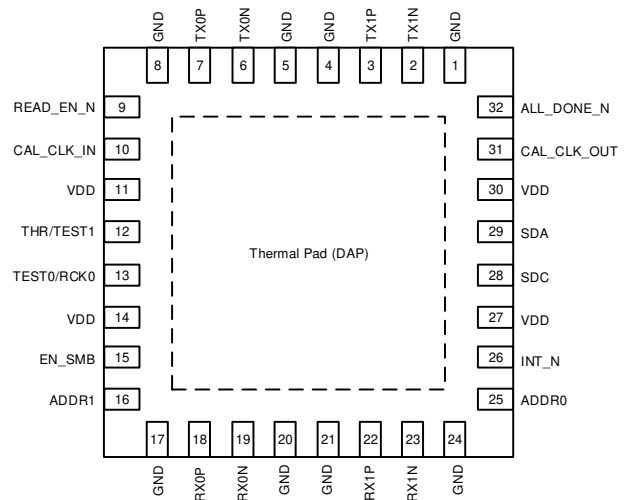 GND
TX0P
TX0N
GND
GND
TX1P
TX1N
GND
8
7
6
5
4
3
2
1
READ_EN_N
9
32
ALL_DONE_N
CAL_CLK_IN
10
31
CAL_CLK_OUT
VDD
11
30
VDD
THR/TEST1
12
29
SDA
Thermal Pad (DAP)
TEST0/RCK0
13
28
SDC
VDD
14
27
VDD
EN_SMB
15
26
INT_N
ADDR1
16
25
ADDR0
17
18
19
20
21
22
23
24
GND
RX0P
RX0N
GND
GND
RX1P
RX1N
GND